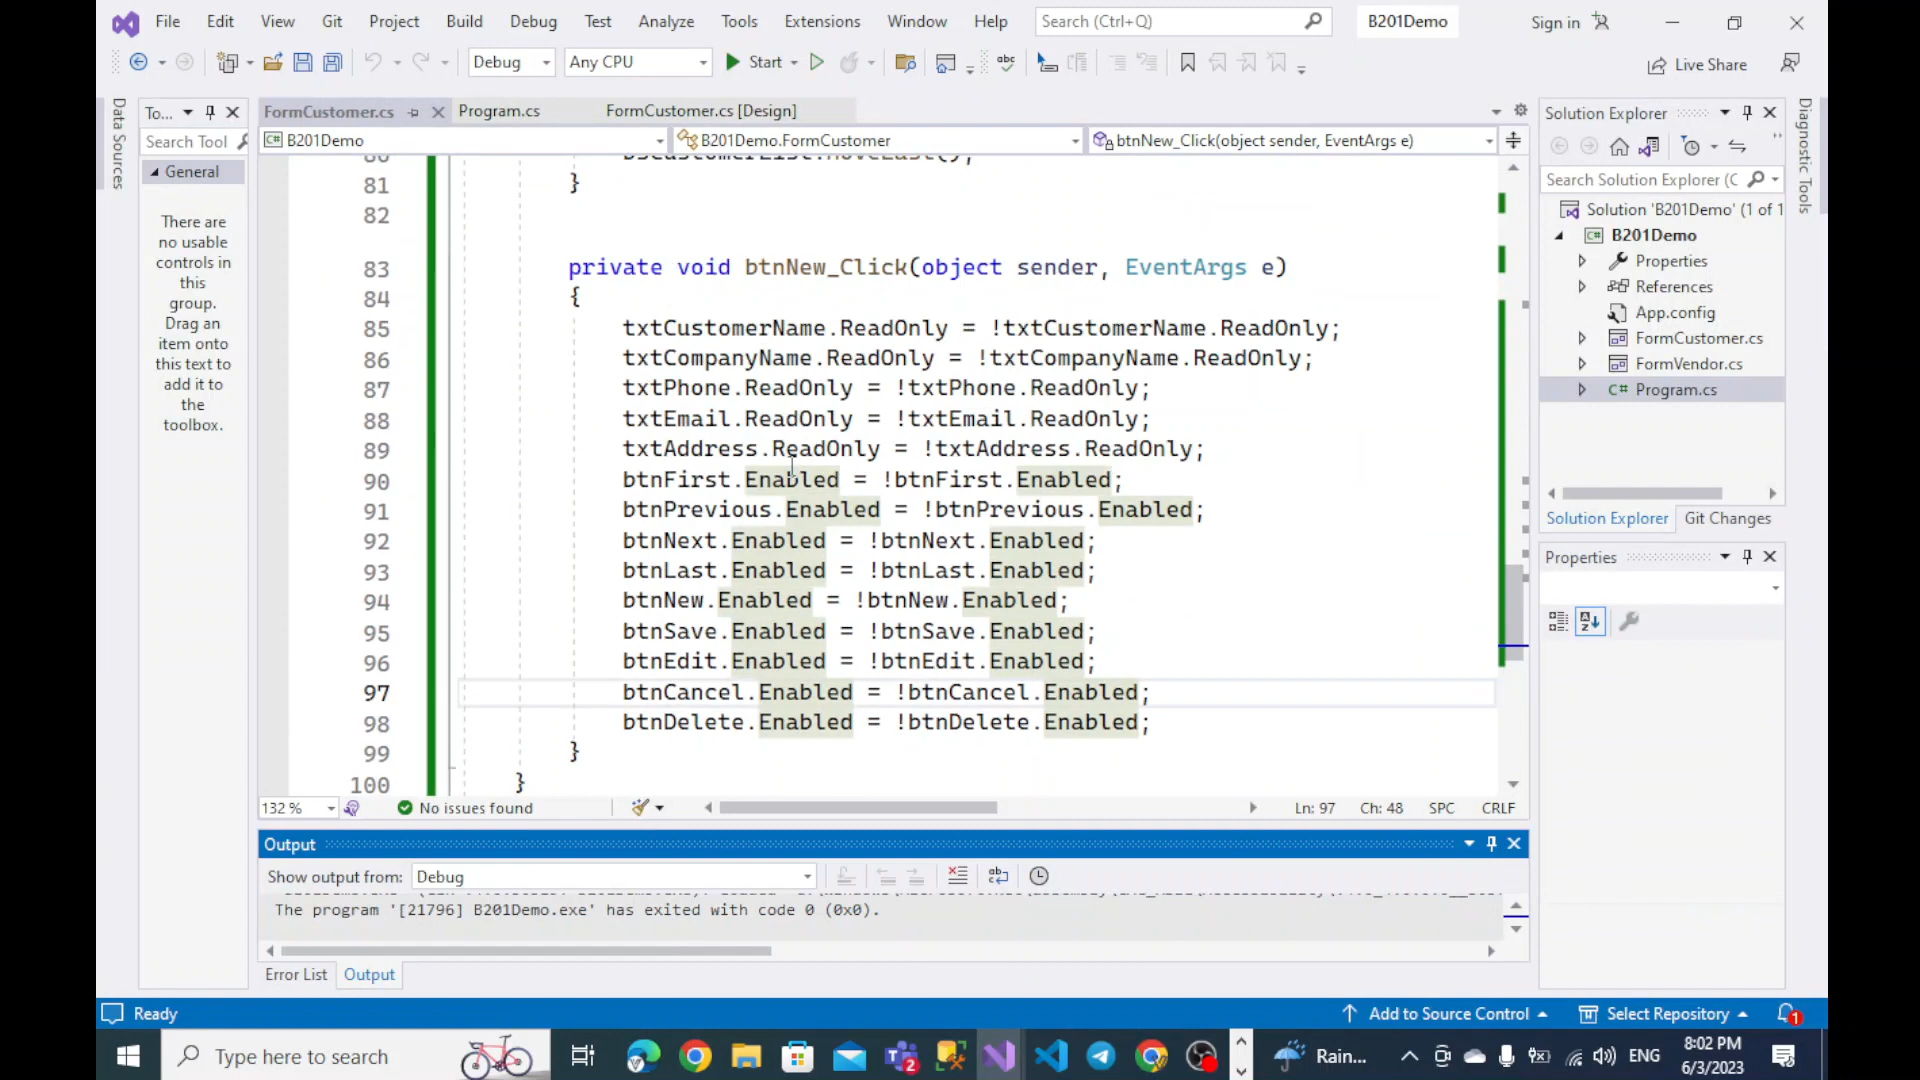 File Edit View Git Project Build Debug Test Analyze Tools Extensions Window Help Search (Ctrl+Q) B201Demo Sign in
Debug Any CPU Start Live Share
Data Sources
To...
Search Tool
General
There are
no usable
controls in
this
group.
Drag an
item onto
this text to
add it to
the
toolbox.
FormCustomer.cs Program.cs FormCustomer.cs [Design]
B201Demo B201Demo.FormCustomer btnNew_Click(object sender, EventArgs e)
81 }
82
83 private void btnNew_Click(object sender, EventArgs e)
84 {
85 txtCustomerName.ReadOnly = !txtCustomerName.ReadOnly;
86 txtCompanyName.ReadOnly = !txtCompanyName.ReadOnly;
87 txtPhone.ReadOnly = !txtPhone.ReadOnly;
88 txtEmail.ReadOnly = !txtEmail.ReadOnly;
89 txtAddress.ReadOnly = !txtAddress.ReadOnly;
90 btnFirst.Enabled = !btnFirst.Enabled;
91 btnPrevious.Enabled = !btnPrevious.Enabled;
92 btnNext.Enabled = !btnNext.Enabled;
93 btnLast.Enabled = !btnLast.Enabled;
94 btnNew.Enabled = !btnNew.Enabled;
95 btnSave.Enabled = !btnSave.Enabled;
96 btnEdit.Enabled = !btnEdit.Enabled;
97 btnCancel.Enabled = !btnCancel.Enabled;
98 btnDelete.Enabled = !btnDelete.Enabled;
99 }
100 }
132 % No issues found Ln: 97 Ch: 48 SPC CRLF
Output
Show output from: Debug
The program '[21796] B201Demo.exe' has exited with code 0 (0x0).
Error List Output
Solution Explorer
Search Solution Explorer (C
Solution 'B201Demo' (1 of 1
B201Demo
Properties
References
App.config
FormCustomer.cs
FormVendor.cs
C# Program.cs
Solution Explorer Git Changes
Properties
Diagnostic Tools
Ready Add to Source Control Select Repository 1
Type here to search 2 Rain... ENG 8:02 PM
6/3/2023